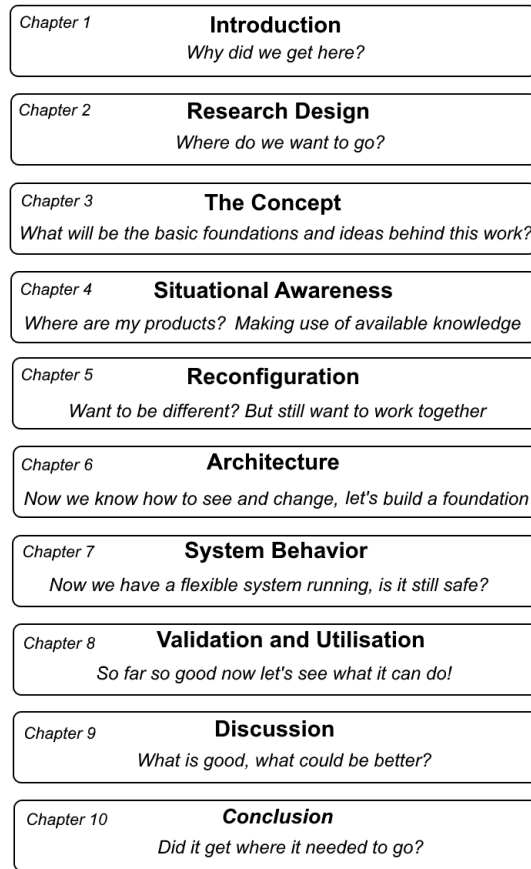 Chapter 1
Introduction
Why did we get here?
Chapter 2
Research Design
Where do we want to go?
Chapter 3
The Concept
What will be the basic foundations and ideas behind this work?
Chapter 4
Situational Awareness
Where are my products? Making use of available knowledge
Chapter 5
Reconfiguration
Want to be different? But still want to work together
Chapter 6
Architecture
Now we know how to see and change, let's build a foundation
Chapter 7
System Behavior
Now we have a flexible system running, is it still safe?
Chapter 8
Validation and Utilisation
So far so good now let's see what it can do!
Chapter 9
Discussion
What is good, what could be better?
Chapter 10
Conclusion
Did it get where it needed to go?